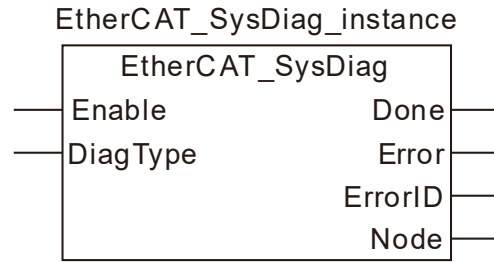 EtherCAT_SysDiag_instance
EtherCAT_SysDiag
Enable Done
DiagType Error
ErrorID
Node